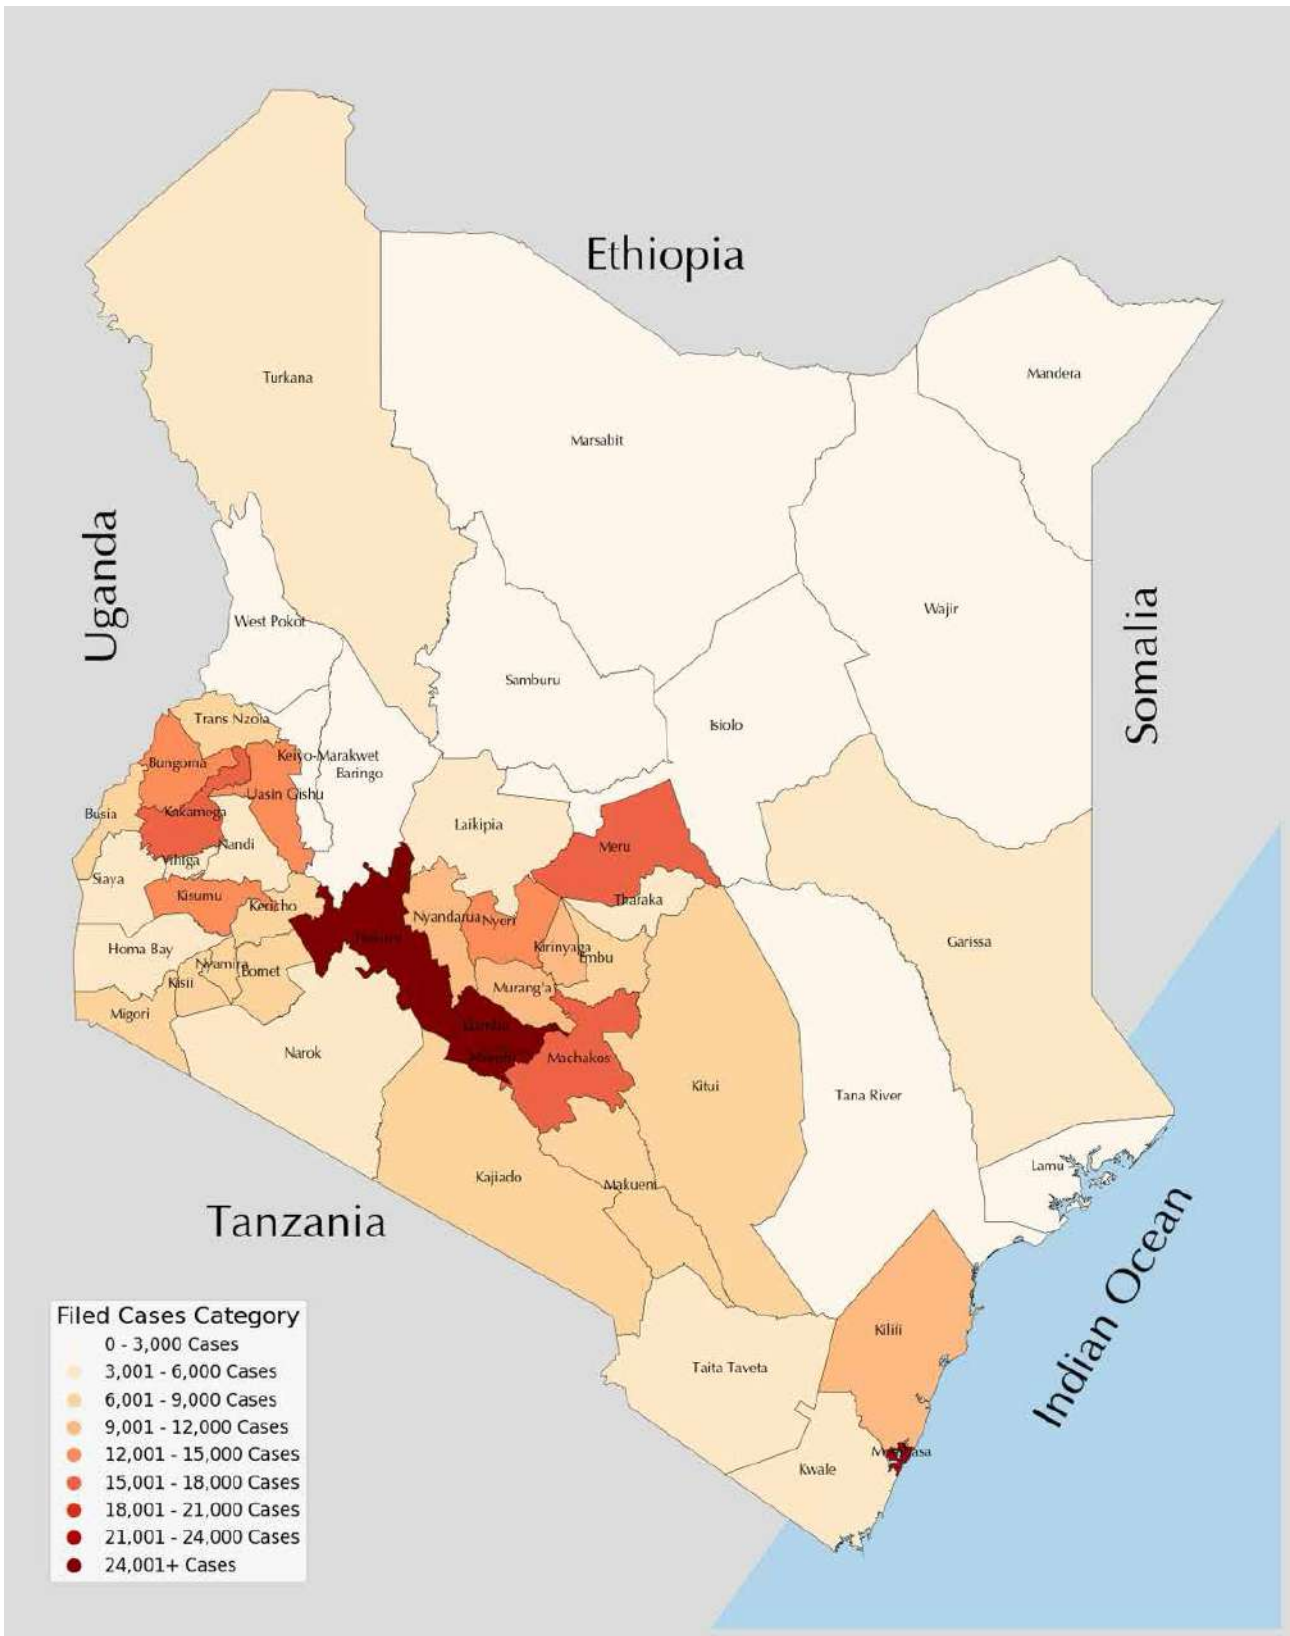 Ethiopia
Mandera
Turkana
Marsabit
Uganda
Wajir
Somalia
West Pokot
Samburu
Isiolo
Trans Nzoia
Keiyo-Marakwet
Bungoma
Baringo
Uasin Gishu
Busia
Kakamega
Laikipia
Nandi
Meru
Vihiga
Siaya
Kisumu
Tharaka
Kericho
Nyandarua
Nyeri
Nakuru
Garissa
Homa Bay
Kirinyaga
Embu
Nyamira
Bomet
Kisii
Murang'a
Migori
Kiambu
Narok
Nairobi
Machakos
Kitui
Tana River
Lamu
Kajiado
Makueni
Tanzania
Indian Ocean
Kilifi
Taita Taveta
Mombasa
Kwale
Filed Cases Category
0 - 3,000 Cases
3,001 - 6,000 Cases
6,001 - 9,000 Cases
9,001 - 12,000 Cases
12,001 - 15,000 Cases
15,001 - 18,000 Cases
18,001 - 21,000 Cases
21,001 - 24,000 Cases
24,001+ Cases